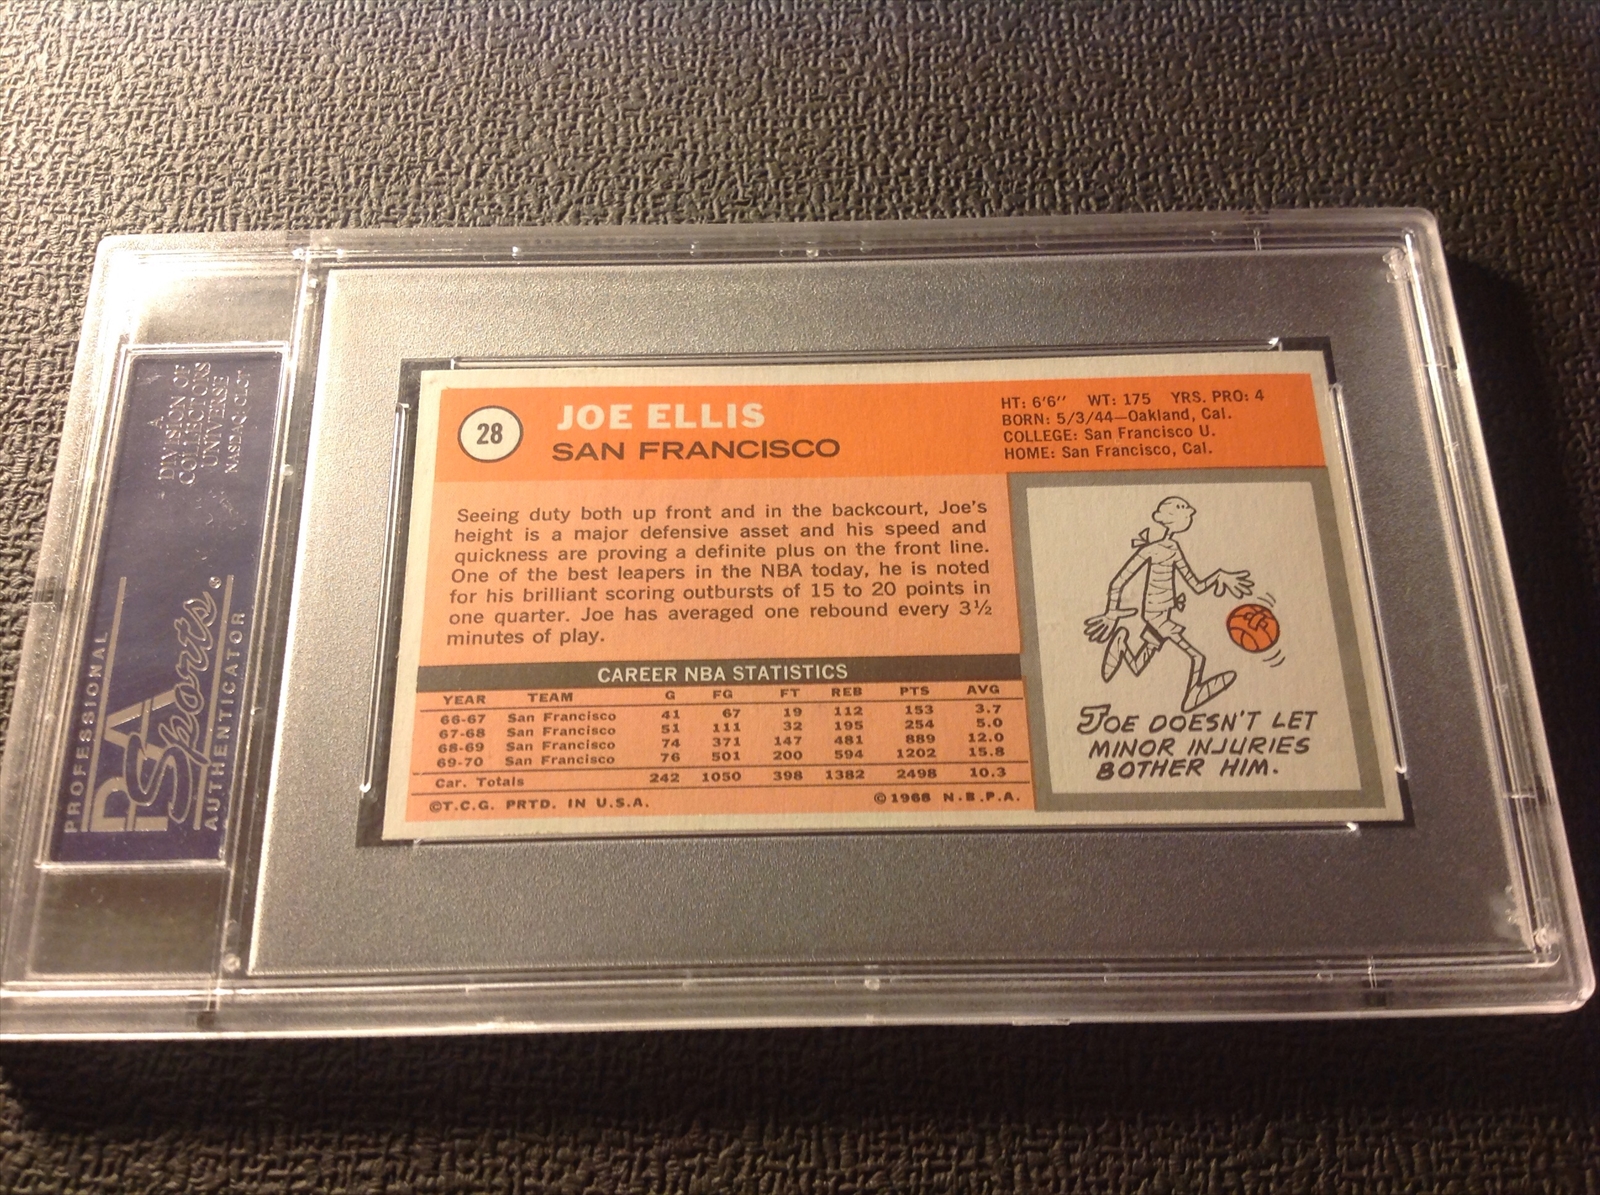 A
DIVISION OF
COLLECTORS
UNIVERSE
NASDAQ: CLCT
PROFESSIONAL
PSA
Sports®
AUTHENTICATOR
28
JOE ELLIS
SAN FRANCISCO
HT: 6'6" WT: 175 YRS. PRO: 4
BORN: 5/3/44—Oakland, Cal.
COLLEGE: San Francisco U.
HOME: San Francisco, Cal.
Seeing duty both up front and in the backcourt, Joe's
height is a major defensive asset and his speed and
quickness are proving a definite plus on the front line.
One of the best leapers in the NBA today, he is noted
for his brilliant scoring outbursts of 15 to 20 points in
one quarter. Joe has averaged one rebound every 3½
minutes of play.
CAREER NBA STATISTICS
YEAR TEAM G FG FT REB PTS AVG
66-67 San Francisco 41 67 19 112 153 3.7
67-68 San Francisco 51 111 32 195 254 5.0
68-69 San Francisco 74 371 147 481 889 12.0
69-70 San Francisco 76 501 200 594 1202 15.8
Car. Totals 242 1050 398 1382 2498 10.3
©T.C.G. PRTD. IN U.S.A. ©1968 N.B.P.A.
JOE DOESN'T LET
MINOR INJURIES
BOTHER HIM.